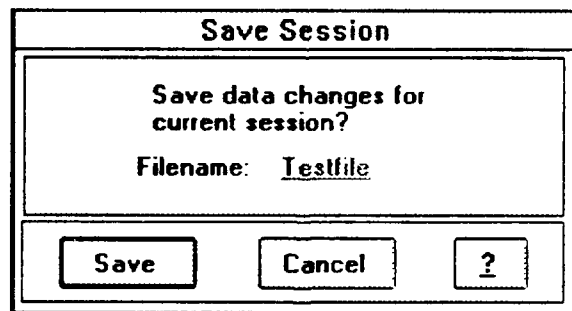 Save Session
Save data changes for
current session?
Filename: Testfile
Save Cancel ?